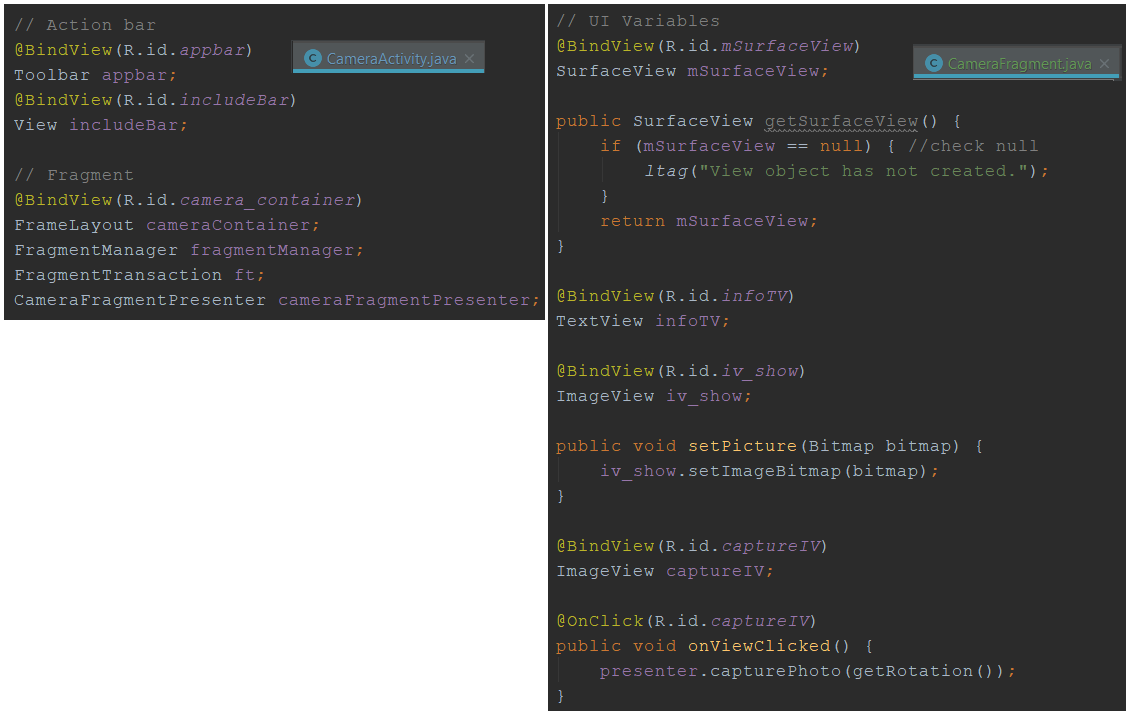 // Action bar
@BindView(R.id.appbar)
CameraActivity.java
Toolbar appbar;
@BindView(R.id.includeBar)
View includeBar;
// Fragment
@BindView(R.id.camera_container)
FrameLayout cameraContainer;
FragmentManager fragmentManager;
FragmentTransaction ft;
CameraFragmentPresenter cameraFragmentPresenter;
// UI Variables
@BindView(R.id.mSurfaceView)
CameraFragment.java
SurfaceView mSurfaceView;
public SurfaceView getSurfaceView() {
if (mSurfaceView == null) { //check null
ltag("View object has not created.");
}
return mSurfaceView;
}
@BindView(R.id.infoTV)
TextView infoTV;
@BindView(R.id.iv_show)
ImageView iv_show;
public void setPicture(Bitmap bitmap) {
iv_show.setImageBitmap(bitmap);
}
@BindView(R.id.captureIV)
ImageView captureIV;
@OnClick(R.id.captureIV)
public void onViewClicked() {
presenter.capturePhoto(getRotation());
}